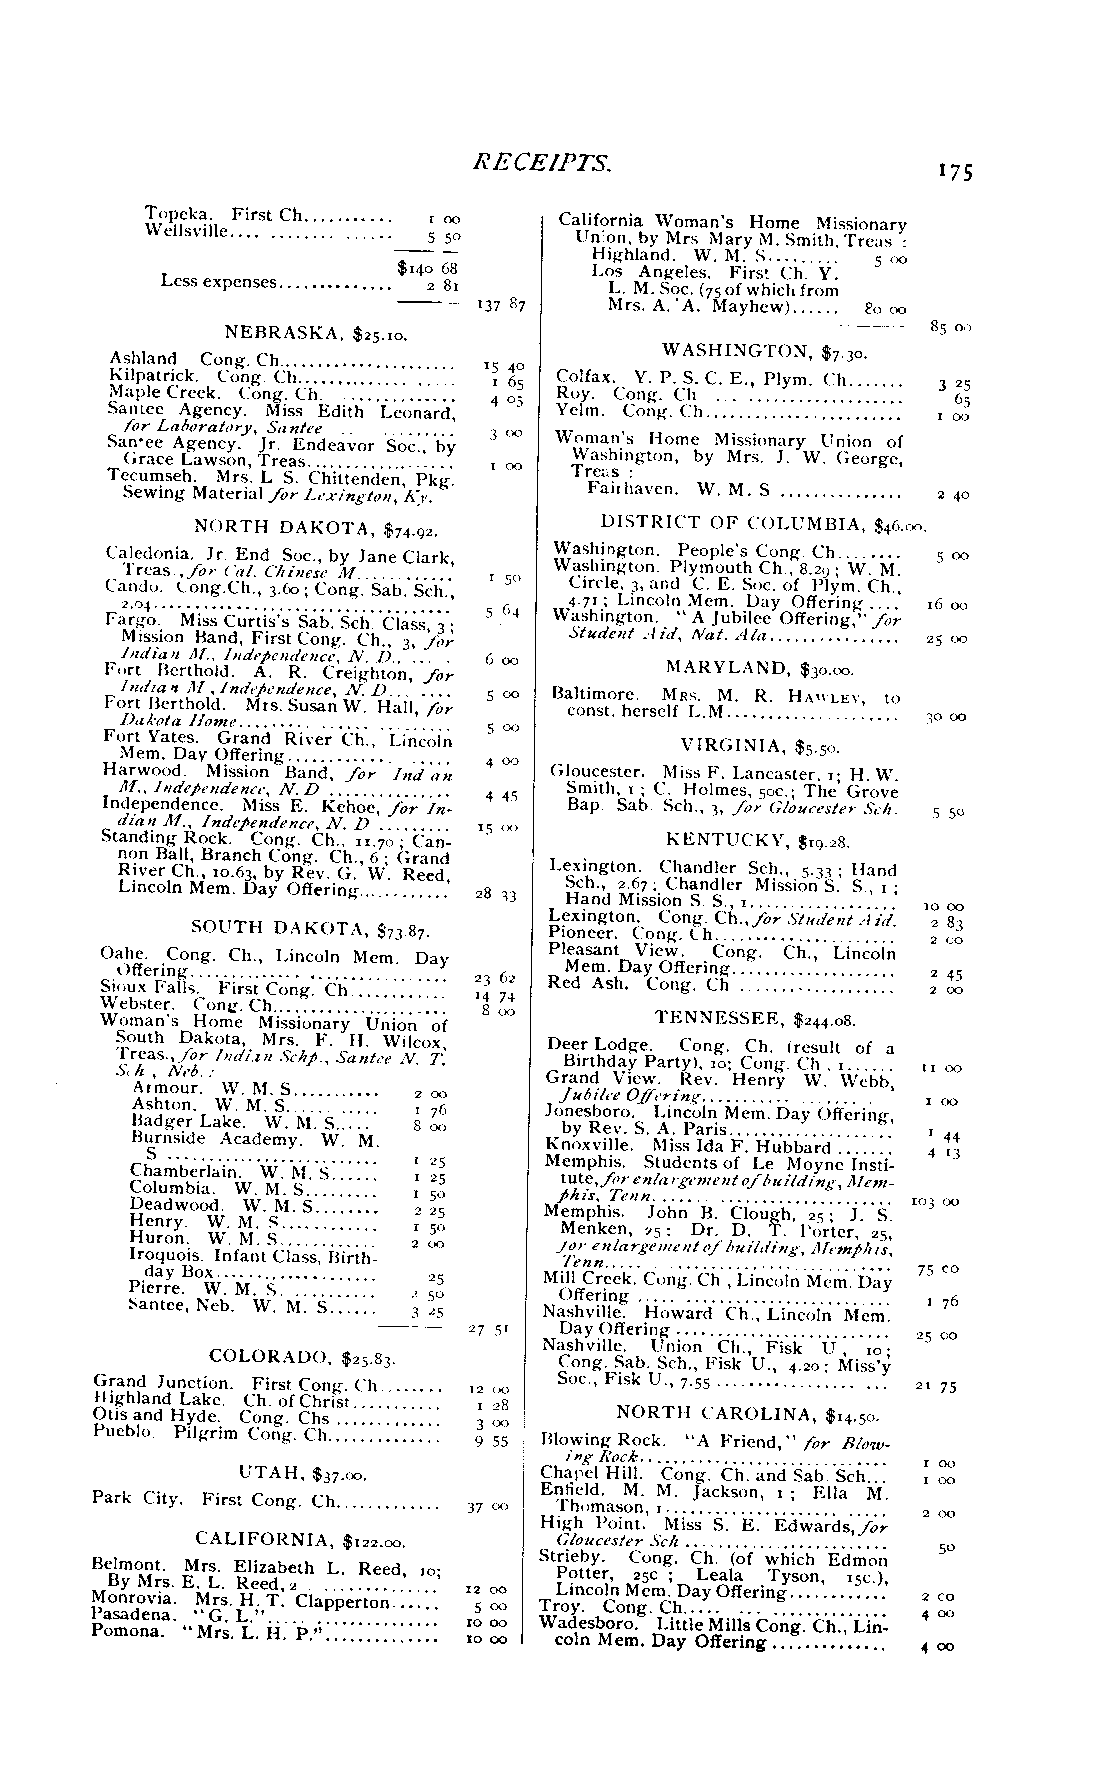 RECEIPTS.
175
Topeka. First Ch........... 1 00
Wellsville.... ........ ...... 5 50
$140 68
Less expenses.............. 2 81
137 87
NEBRASKA, $25.10.
Ashland Cong. Ch..................... 15 40
Kilpatrick. Cong. Ch............. ..... 1 65
Maple Creek. Cong. Ch. .............. 4 05
Santee Agency. Miss Edith Leonard,
for Laboratory, Santee .. ......... 3 00
Santee Agency. Jr. Endeavor Soc., by
Grace Lawson, Treas.................. 1 00
Tecumseh. Mrs. L S. Chittenden, Pkg.
Sewing Material for Lexington, Ky.
NORTH DAKOTA, $74.92.
Caledonia. Jr. End Soc., by Jane Clark,
Treas., for Cal. Chinese M............ 1 50
Cando. Cong.Ch., 3.60; Cong. Sab. Sch.,
2.04.................................... 5 64
Fargo. Miss Curtis's Sab. Sch. Class, 3;
Mission Band, First Cong. Ch., 3, for
Indian M., Independence, N. D.. .... . 6 00
Fort Berthold. A. R. Creighton, for
Indian M , Independence, N. D... .... 5 00
Fort Berthold. Mrs. Susan W. Hall, for
Dakota Home......... ..... ......... 5 00
Fort Yates. Grand River Ch., Lincoln
Mem. Day Offering............. ..... 4 00
Harwood. Mission Band, for Ind an
M., Independence, N. D .............. 4 45
Independence. Miss E. Kehoe, for In-
dian M., Independence, N. D ......... 15 00
Standing Rock. Cong. Ch., 11.70; Can-
non Ball, Branch Cong. Ch., 6; Grand
River Ch., 10.63, by Rev. G. W. Reed,
Lincoln Mem. Day Offering........... 28 33
SOUTH DAKOTA, $73.87.
Oahe. Cong. Ch., Lincoln Mem. Day
Offering............. ................. 23 62
Sioux Falls. First Cong. Ch ........... 14 74
Webster. Cong. Ch..................... 8 00
Woman's Home Missionary Union of
South Dakota, Mrs. F. H. Wilcox,
Treas., for Indian Schp., Santee N. T.
Sch , Neb.:
Armour. W. M. S........... 2 00
Ashton. W. M. S........... 1 76
Badger Lake. W. M. S..... 8 00
Burnside Academy. W. M.
S ......................... 1 25
Chamberlain. W. M. S...... 1 25
Columbia. W. M. S......... 1 50
Deadwood. W. M. S........ 2 25
Henry. W. M. S............ 1 50
Huron. W. M. S............ 2 00
Iroquois. Infant Class, Birth-
day Box................... 25
Pierre. W. M. S............ 2 50
Santee, Neb. W. M. S...... 3 25
27 51
COLORADO, $25.83.
Grand Junction. First Cong. Ch........ 12 00
Highland Lake. Ch. of Christ........... 1 28
Otis and Hyde. Cong. Chs ............. 3 00
Pueblo. Pilgrim Cong. Ch.............. 9 55
UTAH, $37.00.
Park City. First Cong. Ch............. 37 00
CALIFORNIA, $122.00.
Belmont. Mrs. Elizabeth L. Reed, 10;
By Mrs. E. L. Reed, 2 .............. 12 00
Monrovia. Mrs. H. T. Clapperton...... 5 00
Pasadena. "G. L."..... .............. 10 00
Pomona. "Mrs. L. H. P."............. 10 00
California Woman's Home Missionary
Union, by Mrs Mary M. Smith, Treas :
Highland. W. M. S......... 5 00
Los Angeles. First Ch. Y.
L. M. Soc. (75 of which from
Mrs. A. A. Mayhew)...... 80 00
85 00
WASHINGTON, $7.30.
Colfax. Y. P. S. C. E., Plym. Ch....... 3 25
Roy. Cong. Ch ... ................... 65
Yelm. Cong. Ch........................ 1 00
Woman's Home Missionary Union of
Washington, by Mrs. J. W. George,
Treas :
Fairhaven. W. M. S ............... 2 40
DISTRICT OF COLUMBIA, $46.00.
Washington. People's Cong. Ch........ 5 00
Washington. Plymouth Ch., 8.29; W. M.
Circle, 3, and C. E. Soc. of Plym. Ch.,
4.71; Lincoln Mem. Day Offering.... 16 00
Washington. "A Jubilee Offering," for
Student Aid, Nat. Ala................ 25 00
MARYLAND, $30.00.
Baltimore. MRS. M. R. HAWLEY, to
const. herself L.M..................... 30 00
VIRGINIA, $5.50.
Gloucester. Miss F. Lancaster, 1; H. W.
Smith, 1; C. Holmes, 50c.; The Grove
Bap. Sab. Sch., 3, for Gloucester Sch. 5 50
KENTUCKY, $19.28.
Lexington. Chandler Sch., 5.33; Hand
Sch., 2.67; Chandler Mission S. S., 1;
Hand Mission S. S., 1.................. 10 00
Lexington. Cong. Ch., for Student Aid. 2 83
Pioneer. Cong. Ch..................... 2 00
Pleasant View. Cong. Ch., Lincoln
Mem. Day Offering.................... 2 45
Red Ash. Cong. Ch ................... 2 00
TENNESSEE, $244.08.
Deer Lodge. Cong. Ch. (result of a
Birthday Party), 10; Cong. Ch , 1...... 11 00
Grand View. Rev. Henry W. Webb,
Jubilee Offering........... ........ 1 00
Jonesboro. Lincoln Mem. Day Offering,
by Rev. S. A. Paris................... 1 44
Knoxville. Miss Ida F. Hubbard ....... 4 13
Memphis. Students of Le Moyne Insti-
tute, for enlargement of building, Mem-
phis, Tenn..... ..................... 103 00
Memphis. John B. Clough, 25; J. S.
Menken, 25: Dr. D. T. Porter, 25,
for enlargement of building, Memphis,
Tenn..... ........................... 75 00
Mill Creek. Cong. Ch , Lincoln Mem. Day
Offering .............................. 1 76
Nashville. Howard Ch., Lincoln Mem.
Day Offering.......................... 25 00
Nashville. Union Ch., Fisk U., 10;
Cong. Sab. Sch., Fisk U., 4.20; Miss'y
Soc., Fisk U., 7.55 ................. ... 21 75
NORTH CAROLINA, $14.50.
Blowing Rock. "A Friend," for Blow-
ing Rock............................... 1 00
Chapel Hill. Cong. Ch. and Sab. Sch... 1 00
Enfield. M. M. Jackson, 1; Ella M.
Thomason, 1..................... ..... 2 00
High Point. Miss S. E. Edwards, for
Gloucester Sch ......................... 50
Strieby. Cong. Ch. (of which Edmon
Potter, 25c ; Leala Tyson, 15c.),
Lincoln Mem. Day Offering............ 2 00
Troy. Cong. Ch..... ... .............. 4 00
Wadesboro. Little Mills Cong. Ch., Lin-
coln Mem. Day Offering.............. 4 00